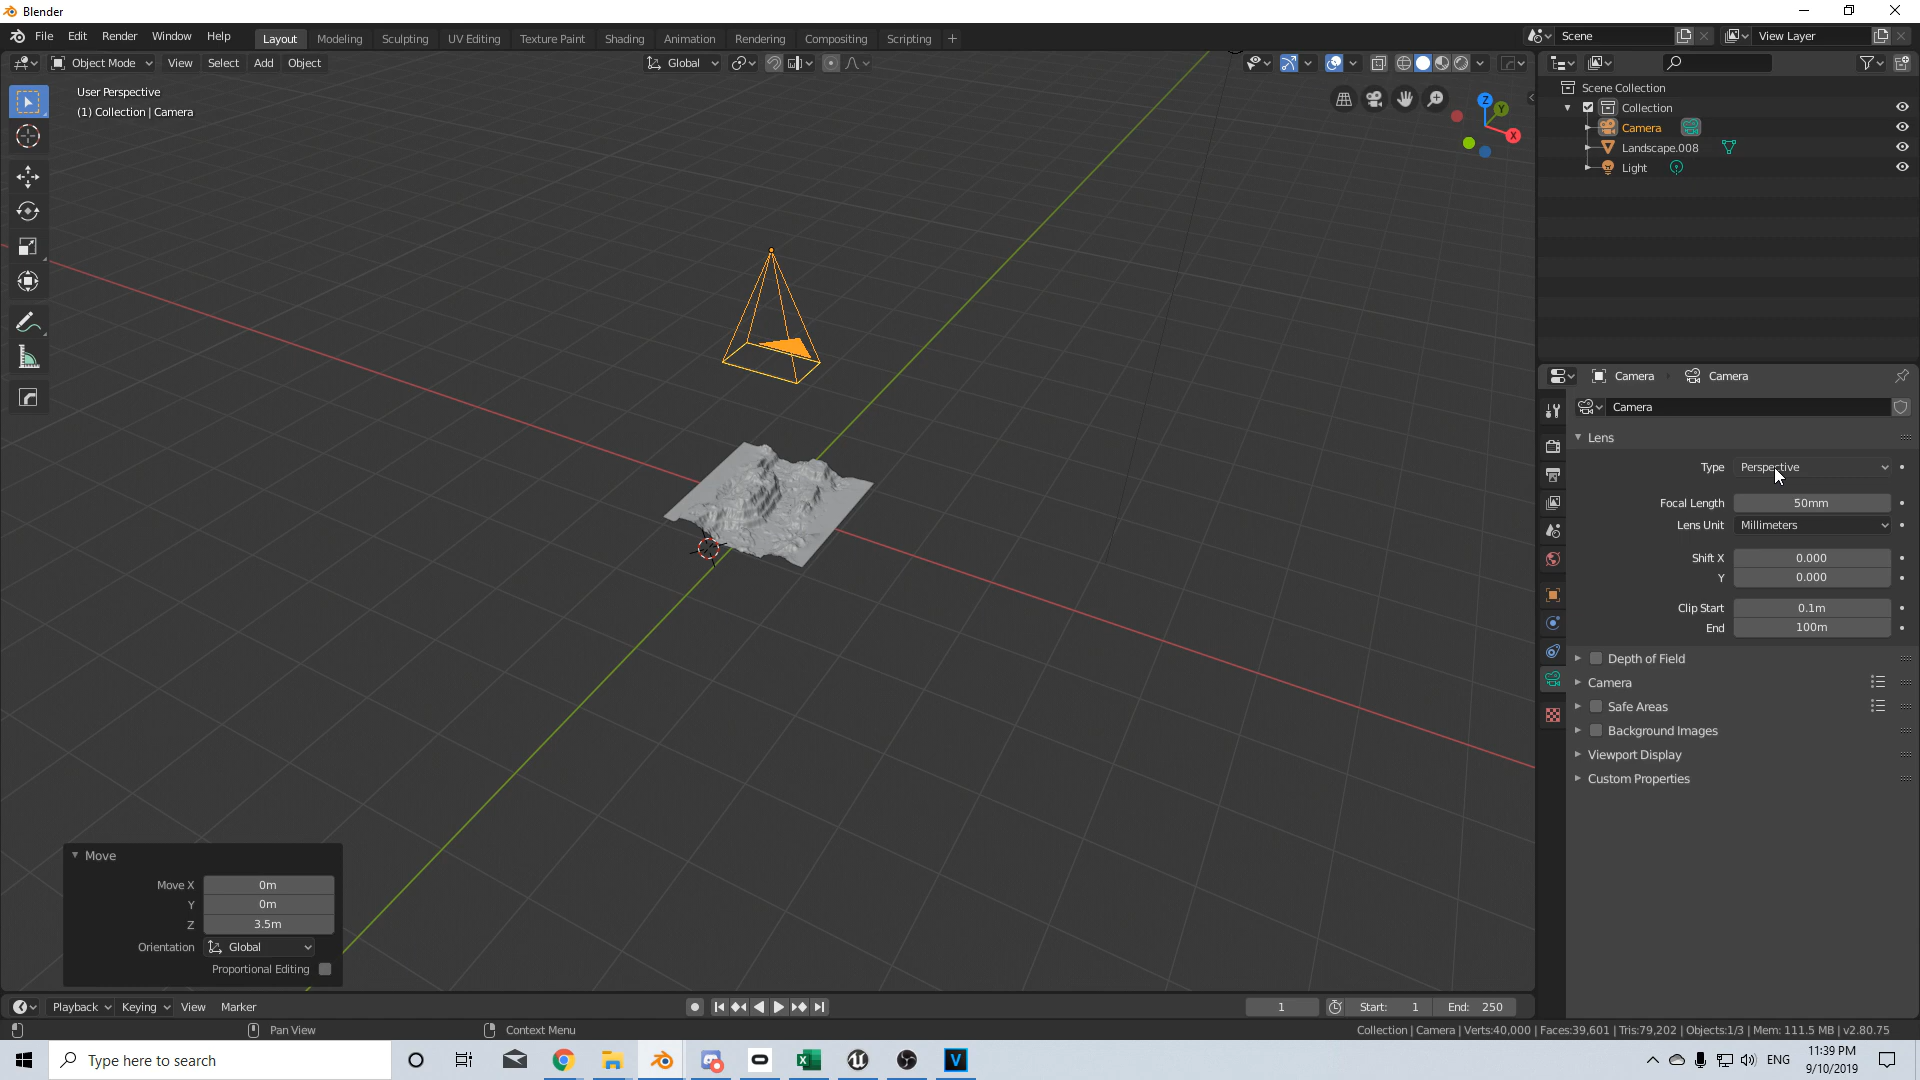 Blender
File Edit Render Window Help
Layout Modeling Sculpting UV Editing Texture Paint Shading Animation Rendering Compositing Scripting +
Scene
View Layer
Object Mode View Select Add Object
Global
User Perspective
(1) Collection | Camera
Z
Y
X
Scene Collection
Collection
Camera
Landscape.008
Light
Camera Camera
Camera
Lens
Type Perspective
Focal Length 50mm
Lens Unit Millimeters
Shift X 0.000
Y 0.000
Clip Start 0.1m
End 100m
Depth of Field
Camera
Safe Areas
Background Images
Viewport Display
Custom Properties
Move
Move X 0m
Y 0m
Z 3.5m
Orientation Global
Proportional Editing
Playback Keying View Marker
1
Start: 1
End: 250
Pan View
Context Menu
Collection | Camera | Verts:40,000 | Faces:39,601 | Tris:79,202 | Objects:1/3 | Mem: 111.5 MB | v2.80.75
Type here to search
ENG
11:39 PM
9/10/2019